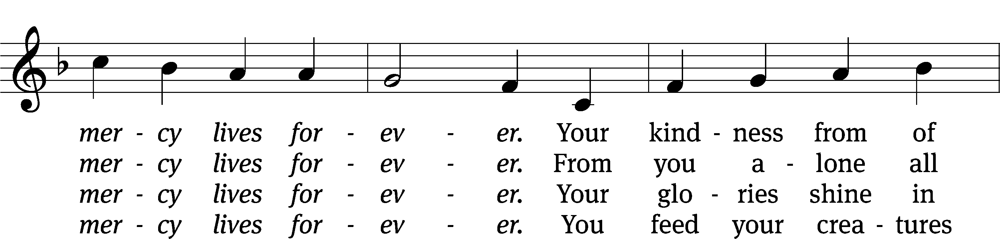 mer - cy lives for - ev - er. Your kind - ness from of
mer - cy lives for - ev - er. From you a - lone all
mer - cy lives for - ev - er. Your glo - ries shine in
mer - cy lives for - ev - er. You feed your crea - tures